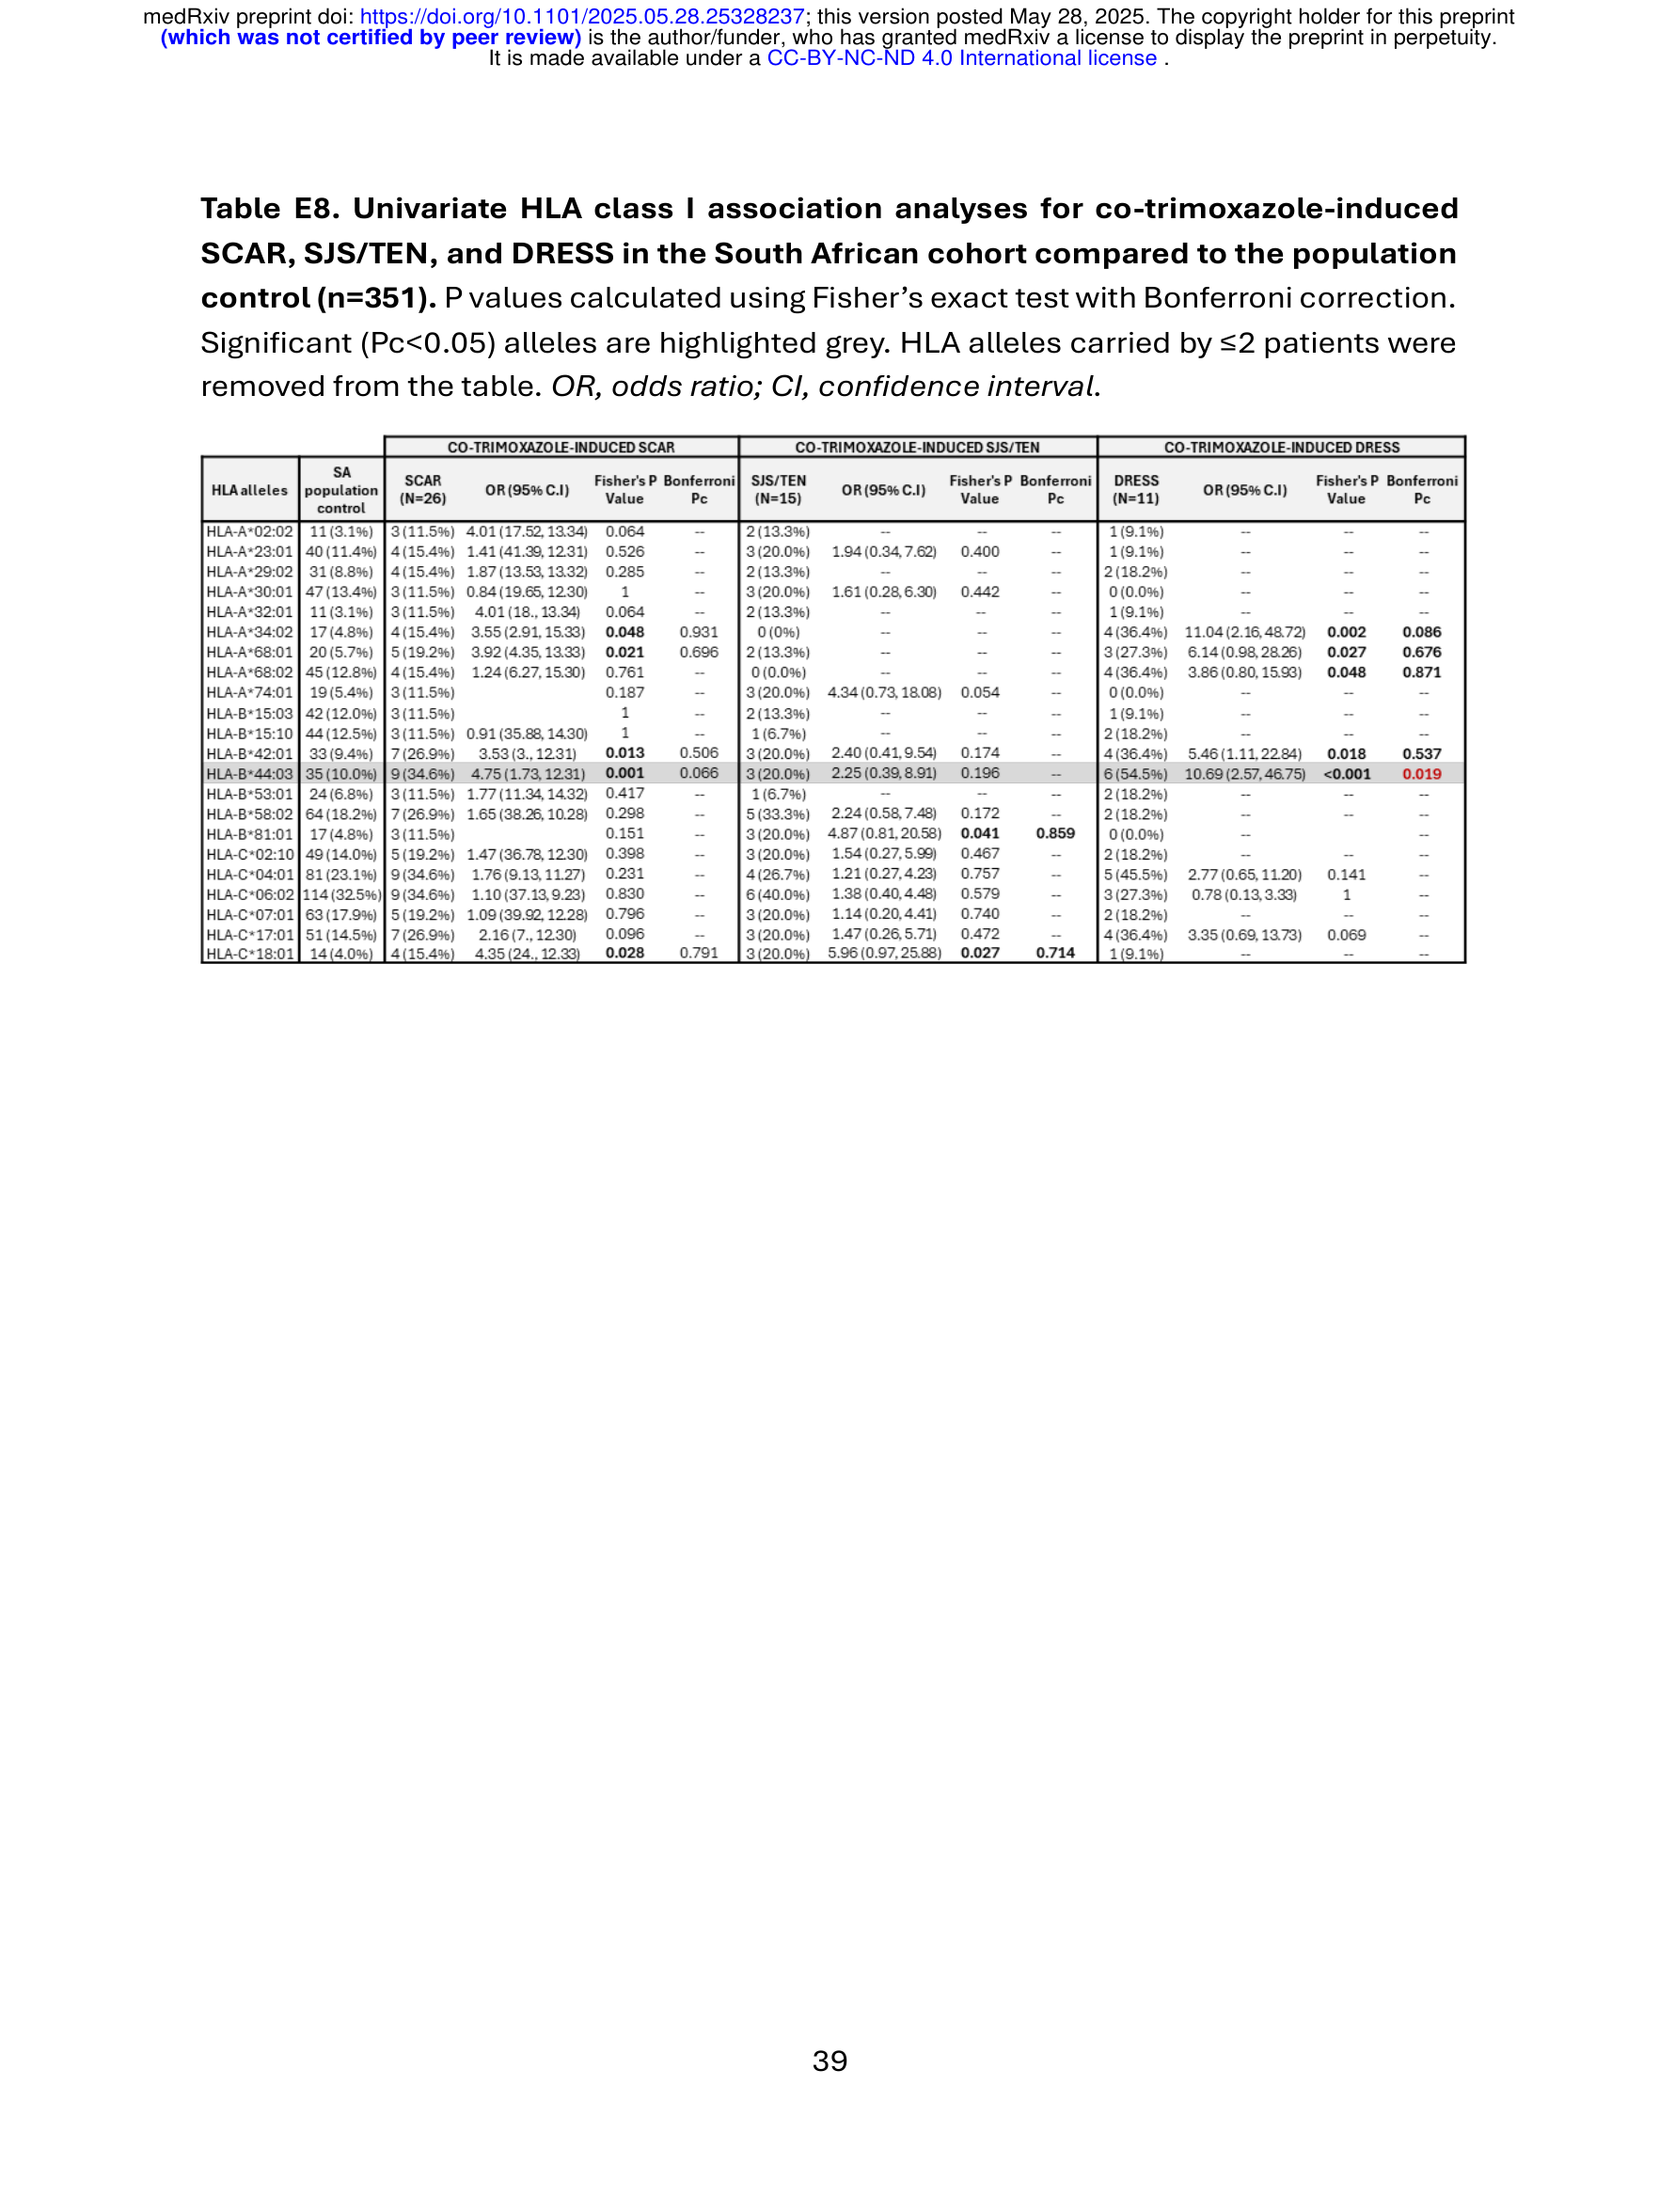 medRxiv preprint doi: https://doi.org/10.1101/2025.05.28.25328237; this version posted May 28, 2025. The copyright holder for this preprint
(which was not certified by peer review) is the author/funder, who has granted medRxiv a license to display the preprint in perpetuity.
It is made available under a CC-BY-NC-ND 4.0 International license .
Table E8. Univariate HLA class I association analyses for co-trimoxazole-induced
SCAR, SJS/TEN, and DRESS in the South African cohort compared to the population
control (n=351). P values calculated using Fisher's exact test with Bonferroni correction.
Significant (Pc<0.05) alleles are highlighted grey. HLA alleles carried by ≤2 patients were
removed from the table. OR, odds ratio; CI, confidence interval.
CO-TRIMOXAZOLE-INDUCED SCAR CO-TRIMOXAZOLE-INDUCED SJS/TEN CO-TRIMOXAZOLE-INDUCED DRESS
HLA alleles SA population control SCAR (N=26) OR (95% C.I) Fisher's P Value Bonferroni Pc SJS/TEN (N=15) OR (95% C.I) Fisher's P Value Bonferroni Pc DRESS (N=11) OR (95% C.I) Fisher's P Value Bonferroni Pc
HLA-A*02:02 11 (3.1%) 3 (11.5%) 4.01 (17.52, 13.34) 0.064 -- 2 (13.3%) -- -- -- 1 (9.1%) -- -- --
HLA-A*23:01 40 (11.4%) 4 (15.4%) 1.41 (41.39, 12.31) 0.526 -- 3 (20.0%) 1.94 (0.34, 7.62) 0.400 -- 1 (9.1%) -- -- --
HLA-A*29:02 31 (8.8%) 4 (15.4%) 1.87 (13.53, 13.32) 0.285 -- 2 (13.3%) -- -- -- 2 (18.2%) -- -- --
HLA-A*30:01 47 (13.4%) 3 (11.5%) 0.84 (19.65, 12.30) 1 -- 3 (20.0%) 1.61 (0.28, 6.30) 0.442 -- 0 (0.0%) -- -- --
HLA-A*32:01 11 (3.1%) 3 (11.5%) 4.01 (18., 13.34) 0.064 -- 2 (13.3%) -- -- -- 1 (9.1%) -- -- --
HLA-A*34:02 17 (4.8%) 4 (15.4%) 3.55 (2.91, 15.33) 0.048 0.931 0 (0%) -- -- -- 4 (36.4%) 11.04 (2.16, 48.72) 0.002 0.086
HLA-A*68:01 20 (5.7%) 5 (19.2%) 3.92 (4.35, 13.33) 0.021 0.696 2 (13.3%) -- -- -- 3 (27.3%) 6.14 (0.98, 28.26) 0.027 0.676
HLA-A*68:02 45 (12.8%) 4 (15.4%) 1.24 (6.27, 15.30) 0.761 -- 0 (0.0%) -- -- -- 4 (36.4%) 3.86 (0.80, 15.93) 0.048 0.871
HLA-A*74:01 19 (5.4%) 3 (11.5%) 0.187 -- 3 (20.0%) 4.34 (0.73, 18.08) 0.054 -- 0 (0.0%) -- -- --
HLA-B*15:03 42 (12.0%) 3 (11.5%) 1 -- 2 (13.3%) -- -- -- 1 (9.1%) -- -- --
HLA-B*15:10 44 (12.5%) 3 (11.5%) 0.91 (35.88, 14.30) 1 -- 1 (6.7%) -- -- -- 2 (18.2%) -- -- --
HLA-B*42:01 33 (9.4%) 7 (26.9%) 3.53 (3., 12.31) 0.013 0.506 3 (20.0%) 2.40 (0.41, 9.54) 0.174 -- 4 (36.4%) 5.46 (1.11, 22.84) 0.018 0.537
HLA-B*44:03 35 (10.0%) 9 (34.6%) 4.75 (1.73, 12.31) 0.001 0.066 3 (20.0%) 2.25 (0.39, 8.91) 0.196 -- 6 (54.5%) 10.69 (2.57, 46.75) <0.001 0.019
HLA-B*53:01 24 (6.8%) 3 (11.5%) 1.77 (11.34, 14.32) 0.417 -- 1 (6.7%) -- -- -- 2 (18.2%) -- -- --
HLA-B*58:02 64 (18.2%) 7 (26.9%) 1.65 (38.26, 10.28) 0.298 -- 5 (33.3%) 2.24 (0.58, 7.48) 0.172 -- 2 (18.2%) -- -- --
HLA-B*81:01 17 (4.8%) 3 (11.5%) 0.151 -- 3 (20.0%) 4.87 (0.81, 20.58) 0.041 0.859 0 (0.0%) -- -- --
HLA-C*02:10 49 (14.0%) 5 (19.2%) 1.47 (36.78, 12.30) 0.398 -- 3 (20.0%) 1.54 (0.27, 5.99) 0.467 -- 2 (18.2%) -- -- --
HLA-C*04:01 81 (23.1%) 9 (34.6%) 1.76 (9.13, 11.27) 0.231 -- 4 (26.7%) 1.21 (0.27, 4.23) 0.757 -- 5 (45.5%) 2.77 (0.65, 11.20) 0.141 --
HLA-C*06:02 114 (32.5%) 9 (34.6%) 1.10 (37.13, 9.23) 0.830 -- 6 (40.0%) 1.38 (0.40, 4.48) 0.579 -- 3 (27.3%) 0.78 (0.13, 3.33) 1 --
HLA-C*07:01 63 (17.9%) 5 (19.2%) 1.09 (39.92, 12.28) 0.796 -- 3 (20.0%) 1.14 (0.20, 4.41) 0.740 -- 2 (18.2%) -- -- --
HLA-C*17:01 51 (14.5%) 7 (26.9%) 2.16 (7., 12.30) 0.096 -- 3 (20.0%) 1.47 (0.26, 5.71) 0.472 -- 4 (36.4%) 3.35 (0.69, 13.73) 0.069 --
HLA-C*18:01 14 (4.0%) 4 (15.4%) 4.35 (24., 12.33) 0.028 0.791 3 (20.0%) 5.96 (0.97, 25.88) 0.027 0.714 1 (9.1%) -- -- --
39